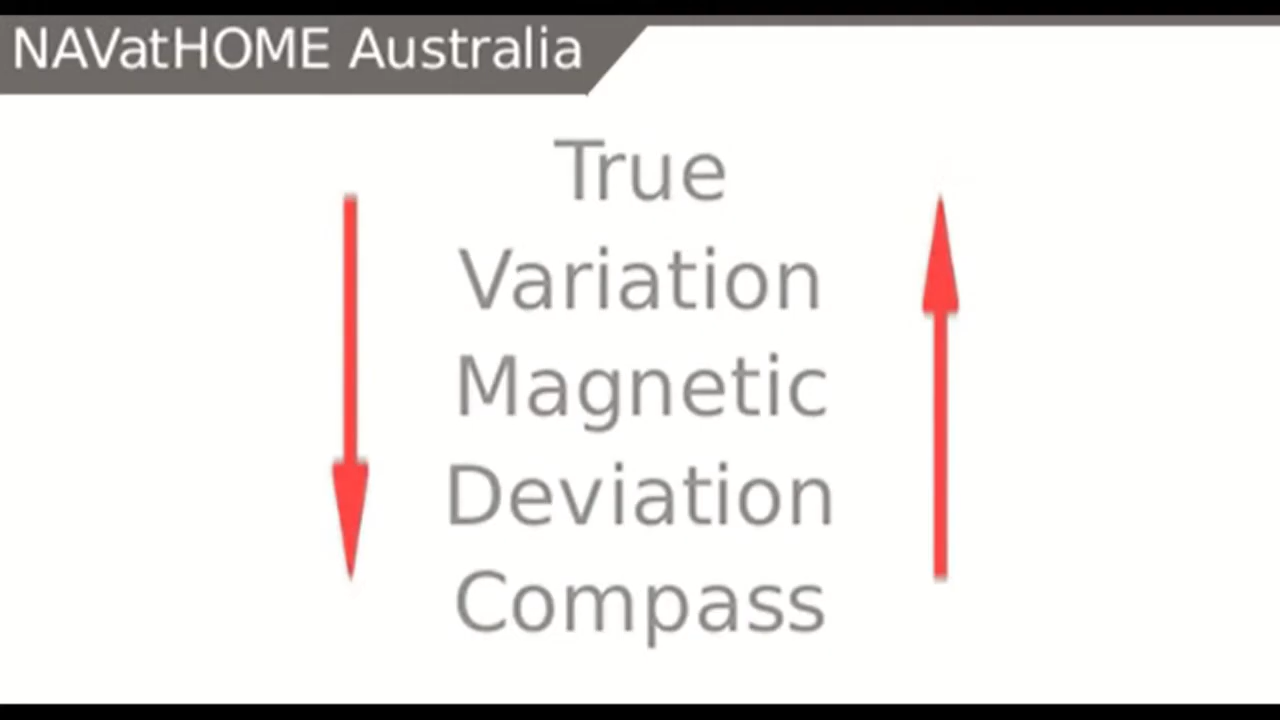 NAVatHOME Australia
True
Variation
Magnetic
Deviation
Compass